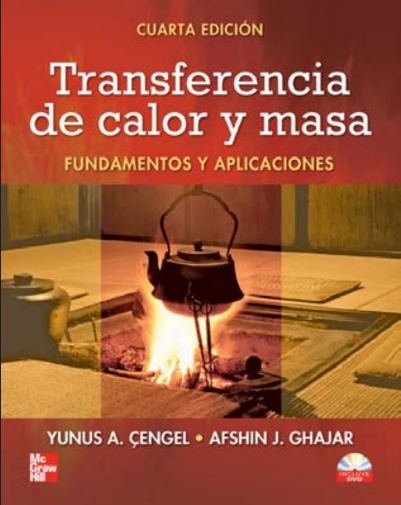 CUARTA EDICIÓN
Transferencia
de calor y masa
FUNDAMENTOS Y APLICACIONES
YUNUS A. ÇENGEL • AFSHIN J. GHAJAR
Mc
Graw
Hill
INCLUYE
DVD